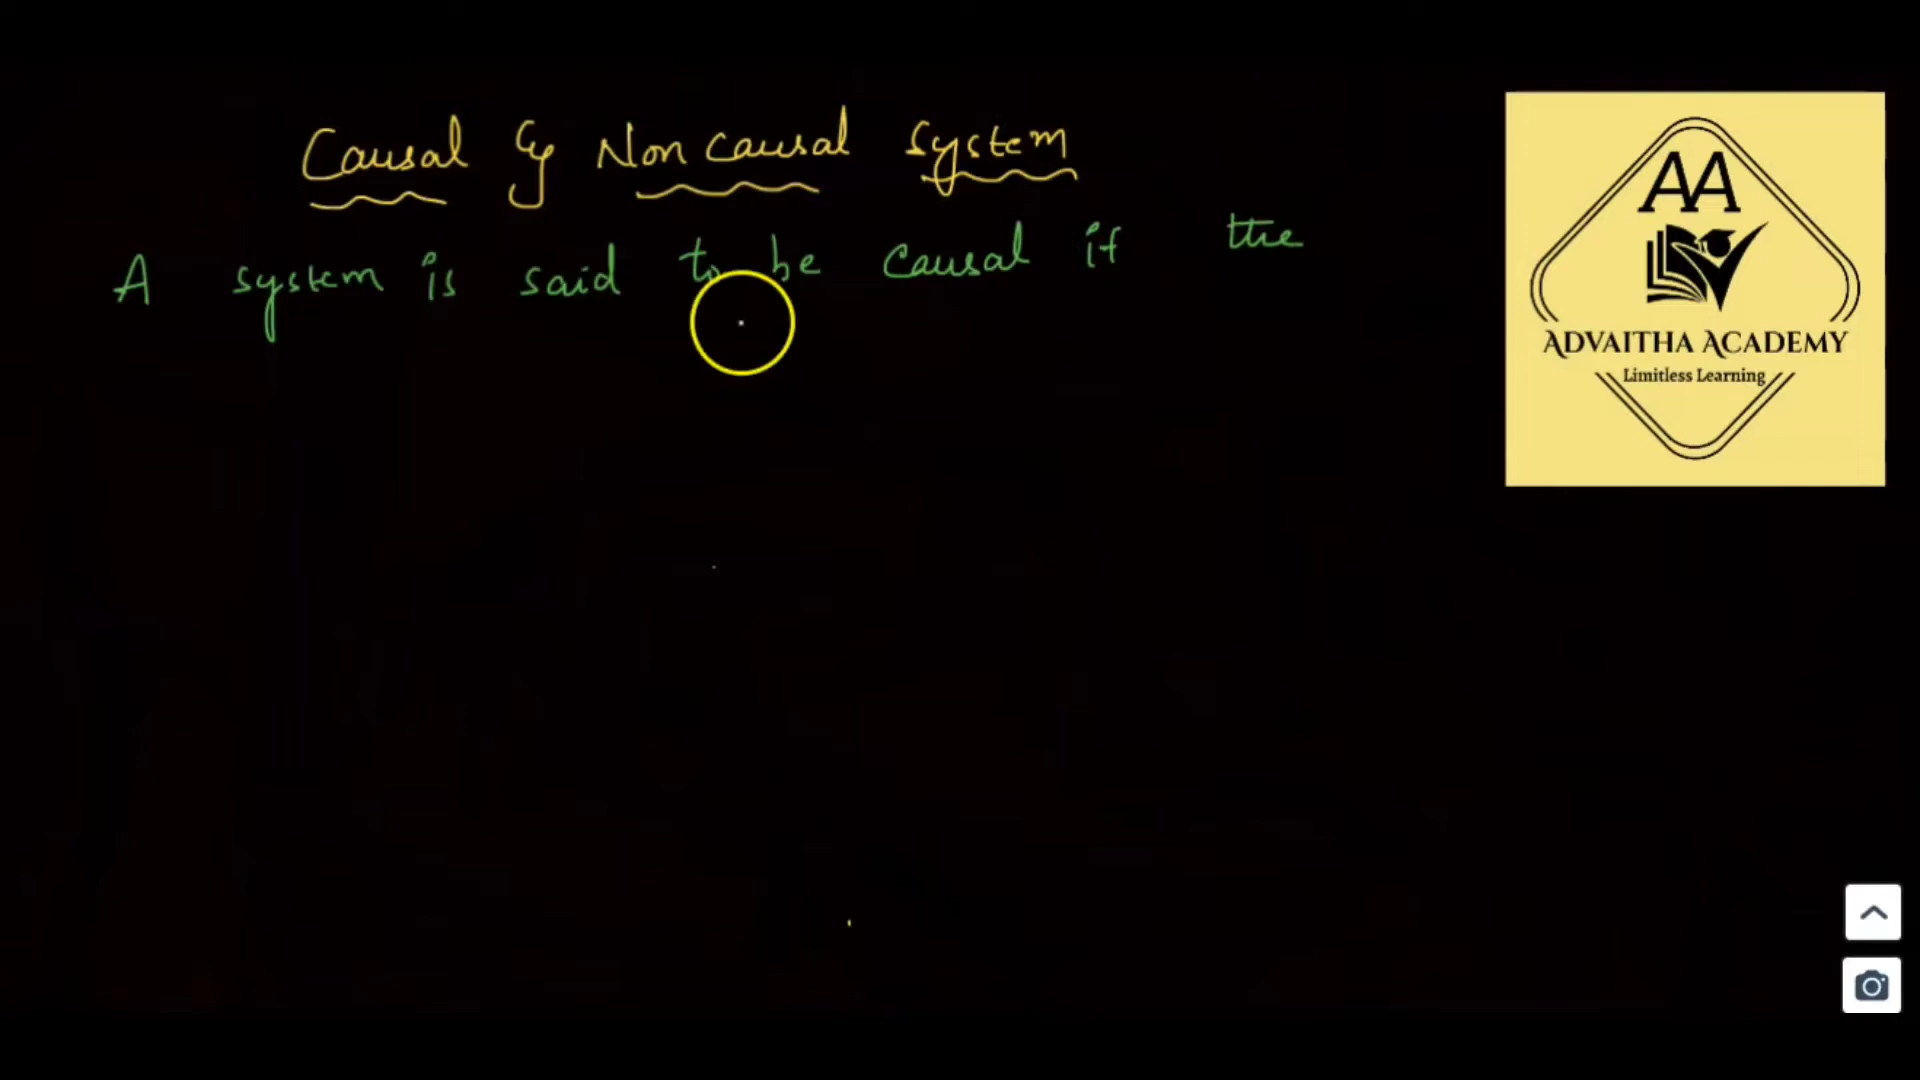 Causal & Non causal System
A system is said to be causal if the
AA
ADVAITHA ACADEMY
Limitless Learning